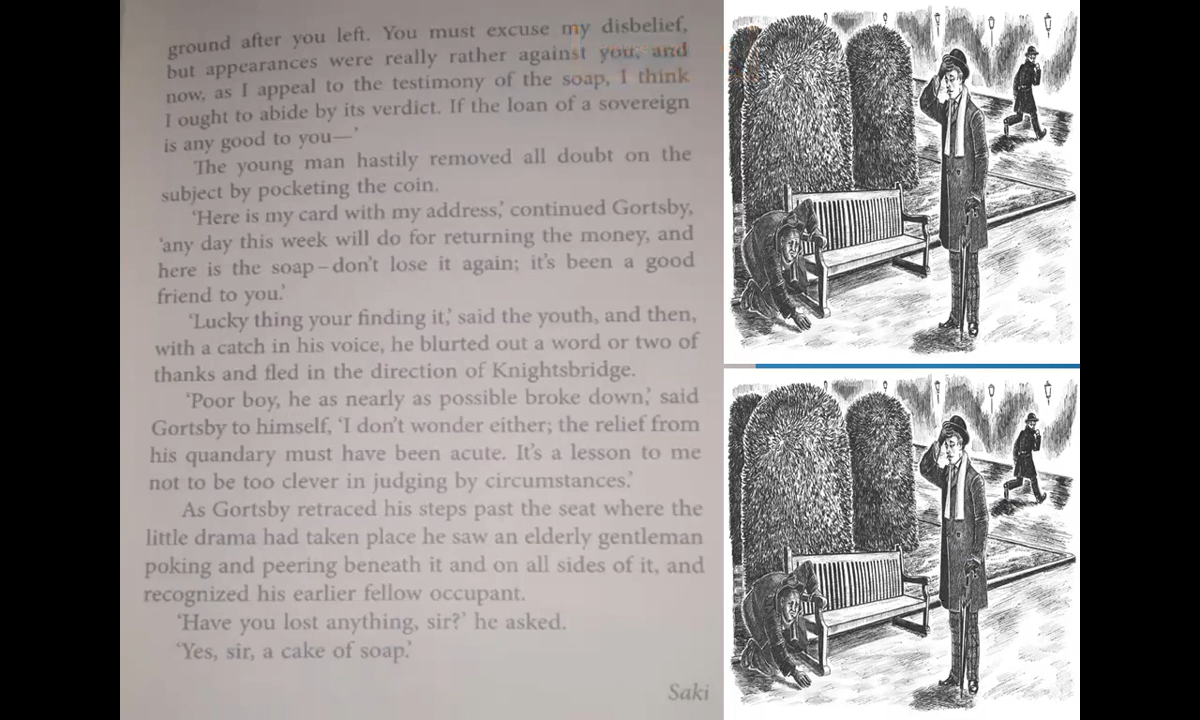 ground after you left. You must excuse my disbelief,
but appearances were really rather against you, and
now, as I appeal to the testimony of the soap, I think
I ought to abide by its verdict. If the loan of a sovereign
is any good to you—’
The young man hastily removed all doubt on the
subject by pocketing the coin.
‘Here is my card with my address,’ continued Gortsby,
‘any day this week will do for returning the money, and
here is the soap – don’t lose it again; it’s been a good
friend to you.’
‘Lucky thing your finding it,’ said the youth, and then,
with a catch in his voice, he blurted out a word or two of
thanks and fled in the direction of Knightsbridge.
‘Poor boy, he as nearly as possible broke down,’ said
Gortsby to himself, ‘I don’t wonder either; the relief from
his quandary must have been acute. It’s a lesson to me
not to be too clever in judging by circumstances.’
As Gortsby retraced his steps past the seat where the
little drama had taken place he saw an elderly gentleman
poking and peering beneath it and on all sides of it, and
recognized his earlier fellow occupant.
‘Have you lost anything, sir?’ he asked.
‘Yes, sir, a cake of soap.’
Saki